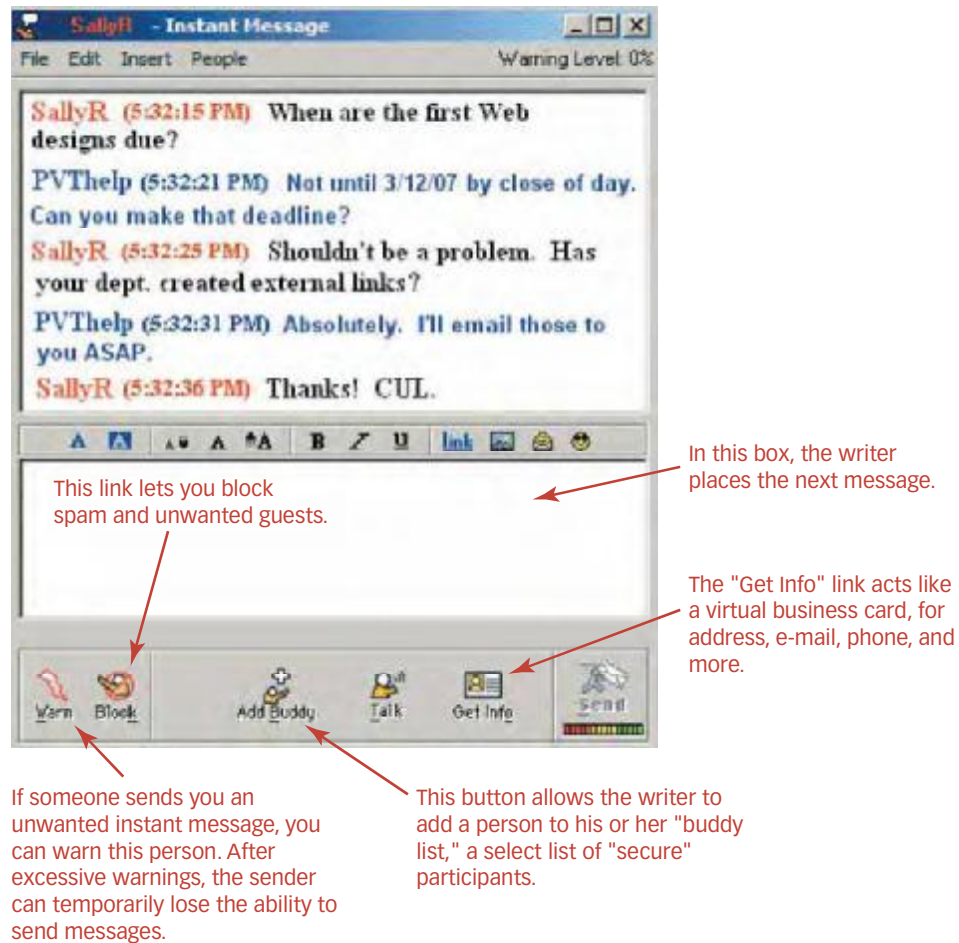 SallyR - Instant Message
File Edit Insert People Warning Level: 0%
SallyR (5:32:15 PM) When are the first Web
designs due?
PVThelp (5:32:21 PM) Not until 3/12/07 by close of day.
Can you make that deadline?
SallyR (5:32:25 PM) Shouldn't be a problem. Has
your dept. created external links?
PVThelp (5:32:31 PM) Absolutely. I'll email those to
you ASAP.
SallyR (5:32:36 PM) Thanks! CUL.
A A A A A B I U link
In this box, the writer
places the next message.
This link lets you block
spam and unwanted guests.
The "Get Info" link acts like
a virtual business card, for
address, e-mail, phone, and
more.
Warn Block Add Buddy Talk Get Info Send
If someone sends you an
unwanted instant message, you
can warn this person. After
excessive warnings, the sender
can temporarily lose the ability to
send messages.
This button allows the writer to
add a person to his or her "buddy
list," a select list of "secure"
participants.